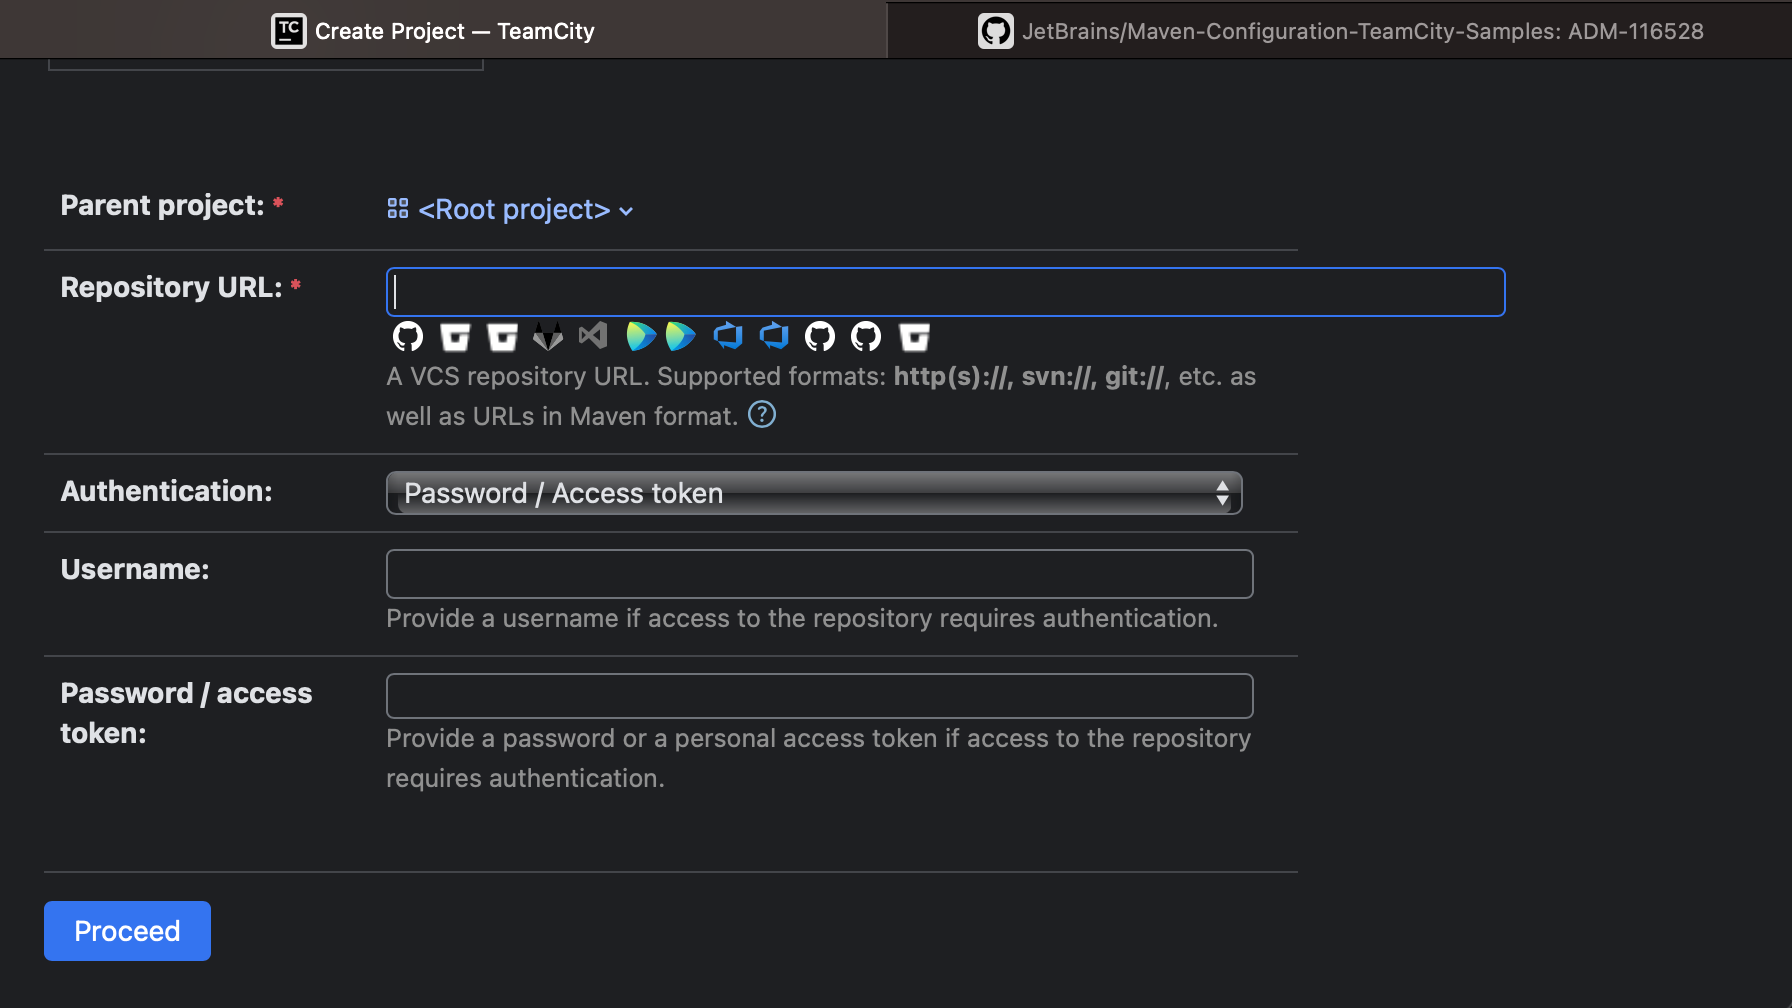 TC Create Project — TeamCity
JetBrains/Maven-Configuration-TeamCity-Samples: ADM-116528
Parent project: * <Root project>
Repository URL: *
A VCS repository URL. Supported formats: http(s)://, svn://, git://, etc. as
well as URLs in Maven format. ?
Authentication: Password / Access token
Username:
Provide a username if access to the repository requires authentication.
Password / access
token:
Provide a password or a personal access token if access to the repository
requires authentication.
Proceed